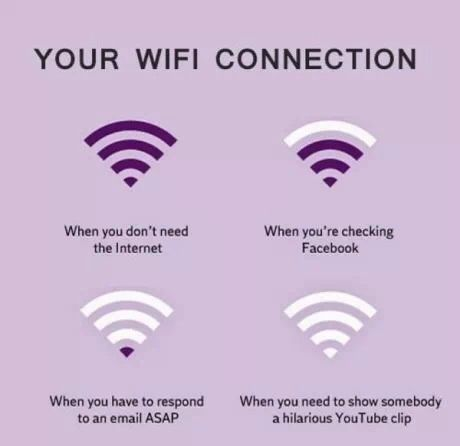 YOUR WIFI CONNECTION
When you don't need
the Internet
When you're checking
Facebook
When you have to respond
to an email ASAP
When you need to show somebody
a hilarious YouTube clip